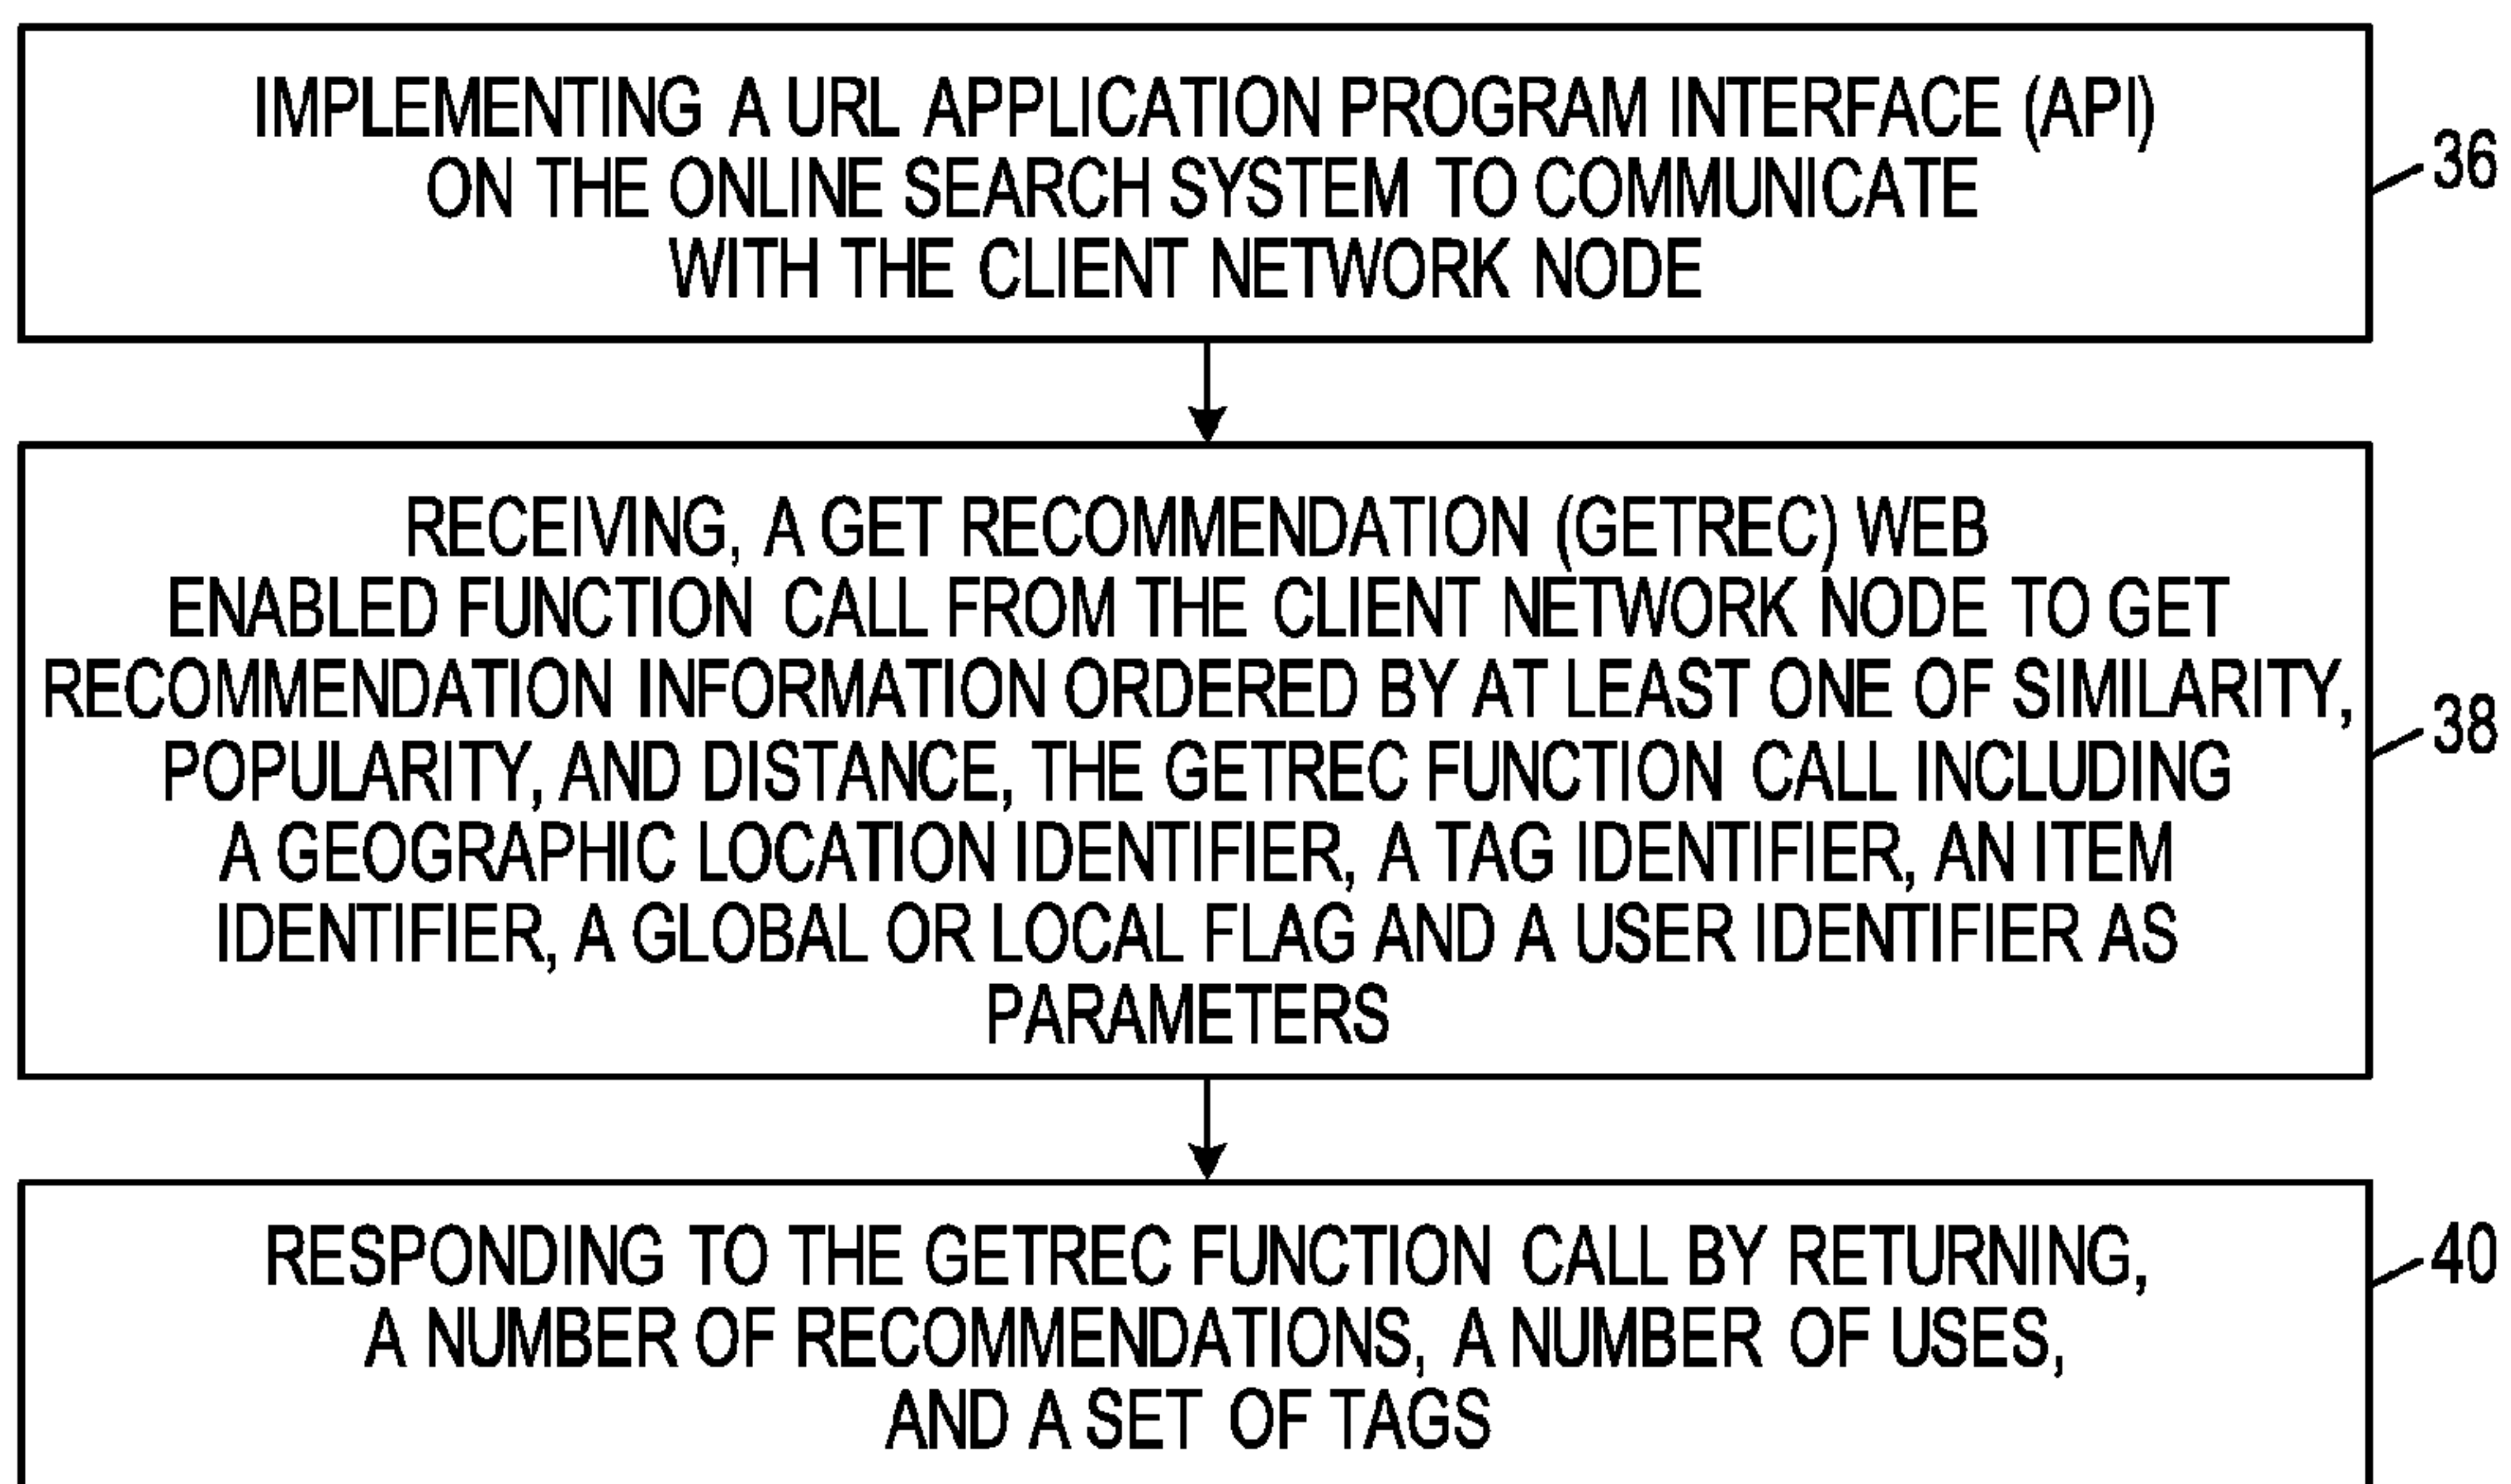 IMPLEMENTING A URL APPLICATION PROGRAM INTERFACE (API)
ON THE ONLINE SEARCH SYSTEM TO COMMUNICATE
WITH THE CLIENT NETWORK NODE
36
RECEIVING, A GET RECOMMENDATION (GETREC) WEB
ENABLED FUNCTION CALL FROM THE CLIENT NETWORK NODE TO GET
RECOMMENDATION INFORMATION ORDERED BY AT LEAST ONE OF SIMILARITY,
POPULARITY, AND DISTANCE, THE GETREC FUNCTION CALL INCLUDING
A GEOGRAPHIC LOCATION IDENTIFIER, A TAG IDENTIFIER, AN ITEM
IDENTIFIER, A GLOBAL OR LOCAL FLAG AND A USER IDENTIFIER AS
PARAMETERS
38
RESPONDING TO THE GETREC FUNCTION CALL BY RETURNING,
A NUMBER OF RECOMMENDATIONS, A NUMBER OF USES,
AND A SET OF TAGS
40